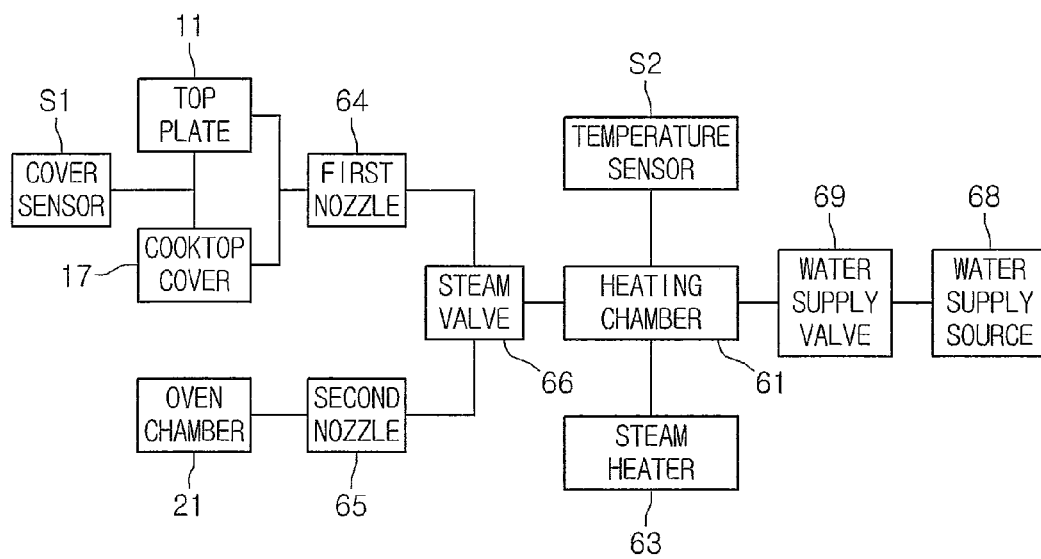 11
TOP
PLATE
S1
COVER
SENSOR
17
COOKTOP
COVER
64
FIRST
NOZZLE
S2
TEMPERATURE
SENSOR
STEAM
VALVE
66
HEATING
CHAMBER
61
69
WATER
SUPPLY
VALVE
68
WATER
SUPPLY
SOURCE
OVEN
CHAMBER
21
SECOND
NOZZLE
65
STEAM
HEATER
63